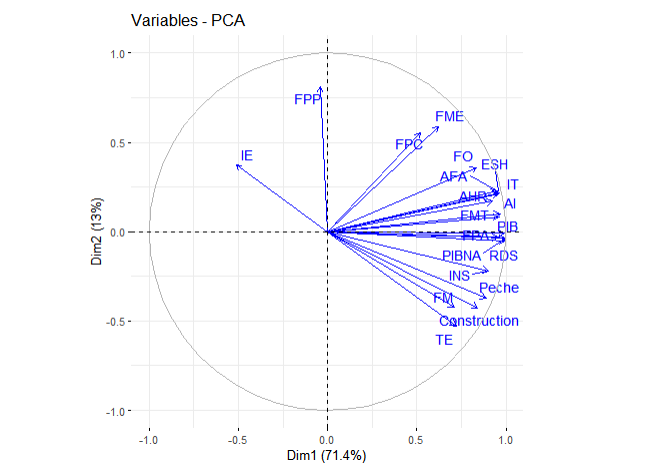 Variables - PCA
1.0
FPP
FME
0.5
FPC
IE
FO
ESH
AFA
IT
AHR
AI
EMT
PIB
0.0
EPA
PIBNA
RDS
INS
Peche
FM
-0.5
Construction
TE
-1.0
Dim2 (13%)
-1.0
-0.5
0.0
0.5
1.0
Dim1 (71.4%)